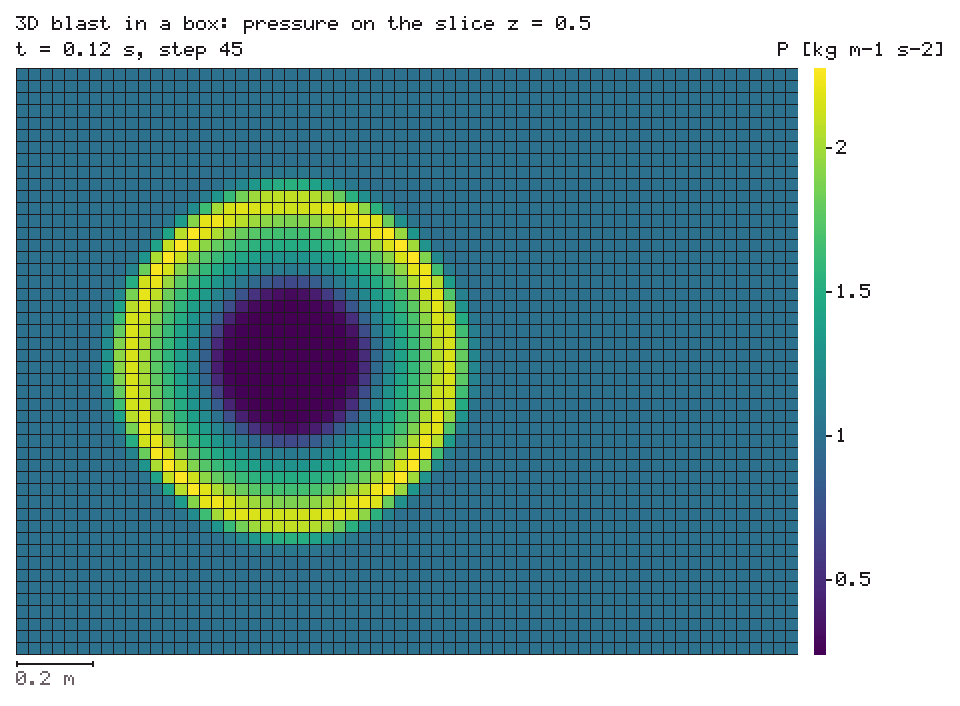 3D blast in a box: pressure on the slice z = 0.5
t = 0.12 s, step 45
P [kg m-1 s-2]
2
1.5
1
0.5
0.2 m